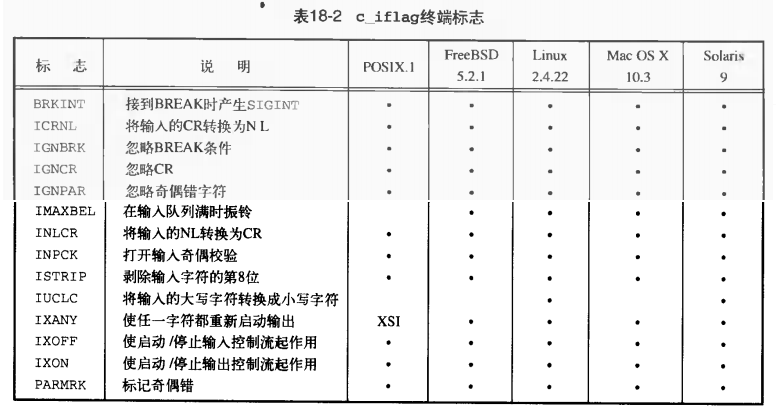 表18-2 c_iflag终端标志
标 志 说 明 POSIX.1 FreeBSD 5.2.1 Linux 2.4.22 Mac OS X 10.3 Solaris 9
BRKINT 接到BREAK时产生SIGINT • • • • •
ICRNL 将输入的CR转换为NL • • • • •
IGNBRK 忽略BREAK条件 • • • • •
IGNCR 忽略CR • • • • •
IGNPAR 忽略奇偶错字符 • • • • •
IMAXBEL 在输入队列满时振铃 • • • •
INLCR 将输入的NL转换为CR • • • • •
INPCK 打开输入奇偶校验 • • • • •
ISTRIP 剥除输入字符的第8位 • • • • •
IUCLC 将输入的大写字符转换成小写字符 • •
IXANY 使任一字符都重新启动输出 XSI • • • •
IXOFF 使启动/停止输入控制流起作用 • • • • •
IXON 使启动/停止输出控制流起作用 • • • • •
PARMRK 标记奇偶错 • • • • •